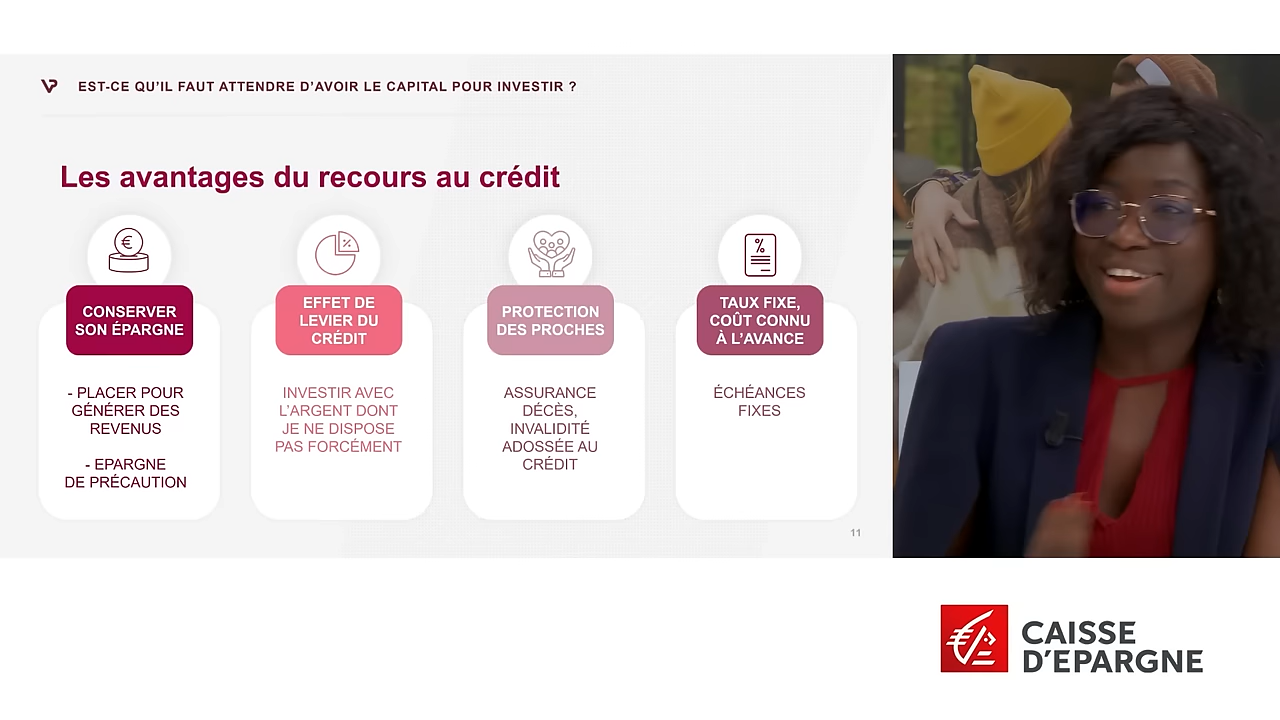 VP
EST-CE QU'IL FAUT ATTENDRE D'AVOIR LE CAPITAL POUR INVESTIR ?
Les avantages du recours au crédit
€
CONSERVER
SON ÉPARGNE
- PLACER POUR
GÉNÉRER DES
REVENUS
- EPARGNE
DE PRÉCAUTION
%
EFFET DE
LEVIER DU
CRÉDIT
INVESTIR AVEC
L'ARGENT DONT
JE NE DISPOSE
PAS FORCÉMENT
PROTECTION
DES PROCHES
ASSURANCE
DÉCÈS,
INVALIDITÉ
ADOSSÉE AU
CRÉDIT
%
TAUX FIXE,
COÛT CONNU
À L'AVANCE
ÉCHÉANCES
FIXES
11
CAISSE
D'EPARGNE